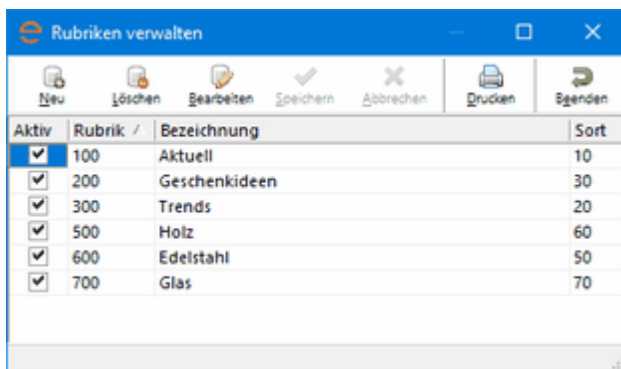 Rubriken verwalten
Neu Löschen Bearbeiten Speichern Abbrechen Drucken Beenden
Aktiv Rubrik Bezeichnung Sort
100 Aktuell 10
200 Geschenkideen 30
300 Trends 20
500 Holz 60
600 Edelstahl 50
700 Glas 70